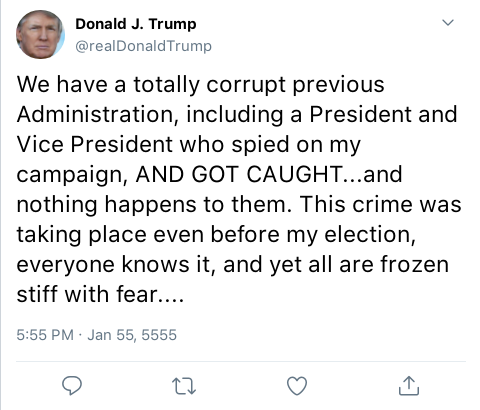 Donald J. Trump
@realDonaldTrump
We have a totally corrupt previous
Administration, including a President and
Vice President who spied on my
campaign, AND GOT CAUGHT...and
nothing happens to them. This crime was
taking place even before my election,
everyone knows it, and yet all are frozen
stiff with fear....
5:55 PM · Jan 55, 5555